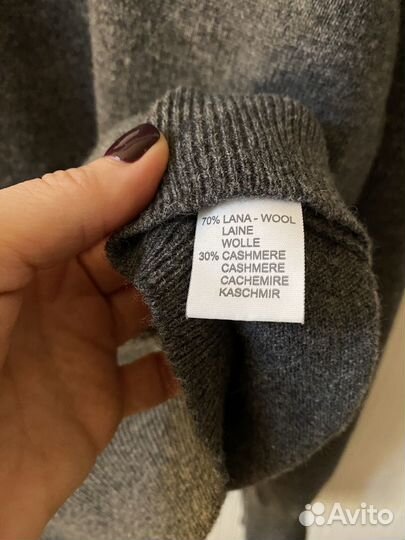 70% LANA - WOOL
LAINE
WOLLE
30% CASHMERE
CASHMERE
CACHEMIRE
KASCHMIR
Avito